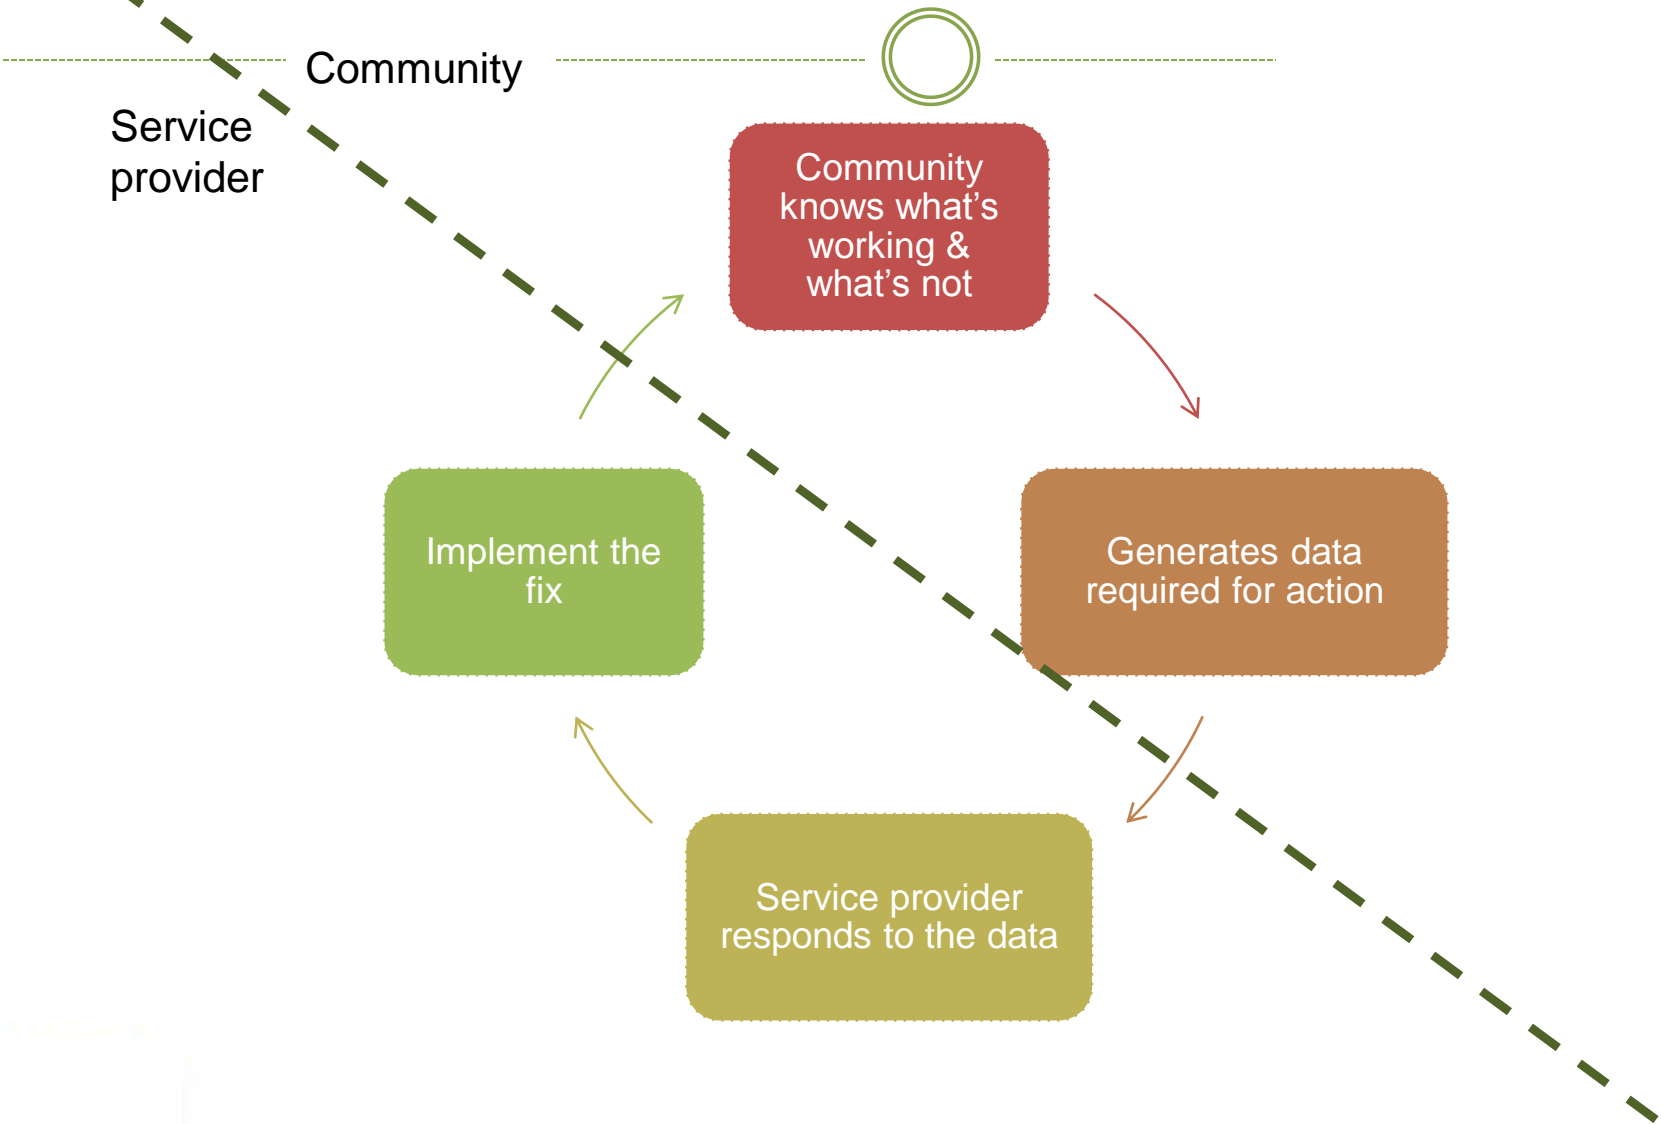 Community
Service
provider
Community
knows what’s
working &
what’s not
Implement the
fix
Generates data
required for action
Service provider
responds to the data